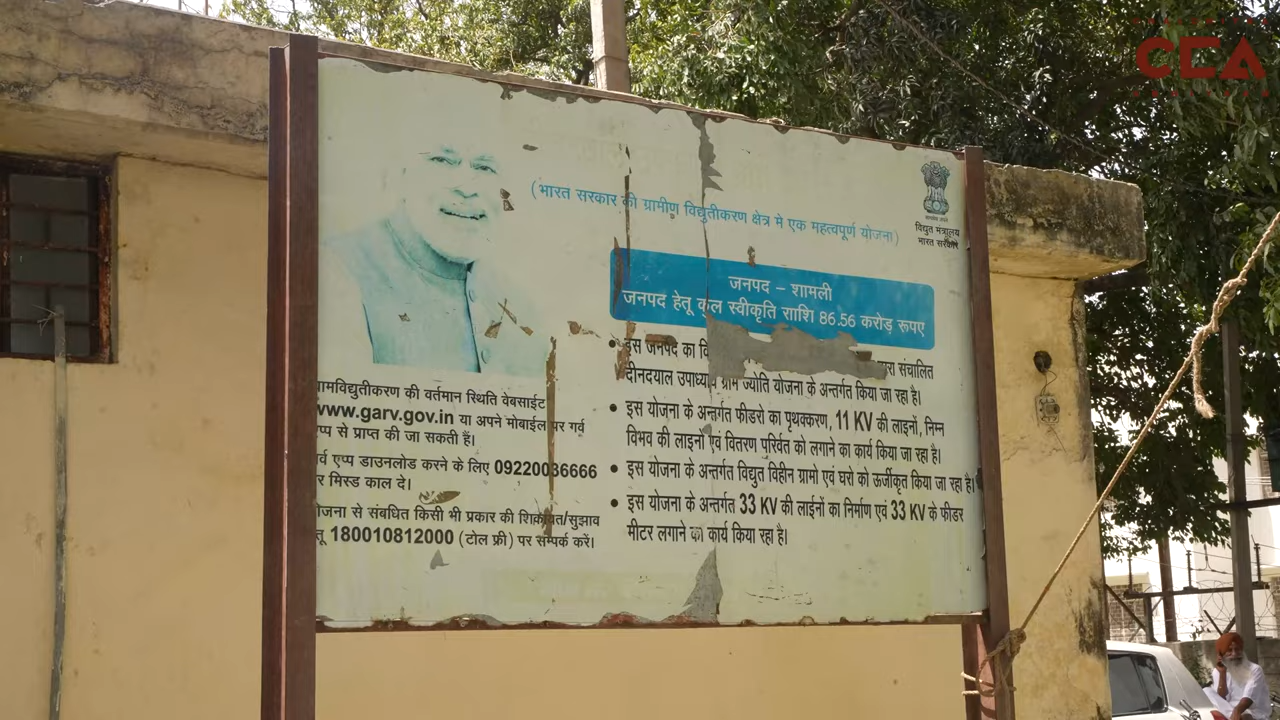 CEA
(भारत सरकार की ग्रामीण विद्युतीकरण क्षेत्र मे एक महत्वपूर्ण योजना)
विद्युत मंत्रालय
भारत सरकार
जनपद – शामली
जनपद हेतु कुल स्वीकृति राशि 86.56 करोड़ रूपए
• इस जनपद का संचालित
दीनदयाल उपाध्याय ग्राम ज्योति योजना के अन्तर्गत किया जा रहा है।
• इस योजना के अन्तर्गत फीडरो का पृथक्करण, 11 KV की लाइनों, निम्न
विभव की लाइनों एवं वितरण परिवर्त को लगाने का कार्य किया जा रहा है।
• इस योजना के अन्तर्गत विद्युत विहीन ग्रामो एवं घरो को ऊर्जीकृत किया जा रहा है।
• इस योजना के अन्तर्गत 33 KV की लाईनों का निर्माण एवं 33 KV के फीडर
मीटर लगाने का कार्य किया जा रहा है।
की वर्तमान स्थिति वेबसाईट
www.garv.gov.in या अपने मोबाईल पर गर्व
से प्राप्त की जा सकती हैं।
एप्प डाउनलोड करने के लिए 09220036666
मिस्ड काल दे।
से संबधित किसी भी प्रकार की शिकायत/सुझाव
180010812000 (टोल फ्री) पर सम्पर्क करें।